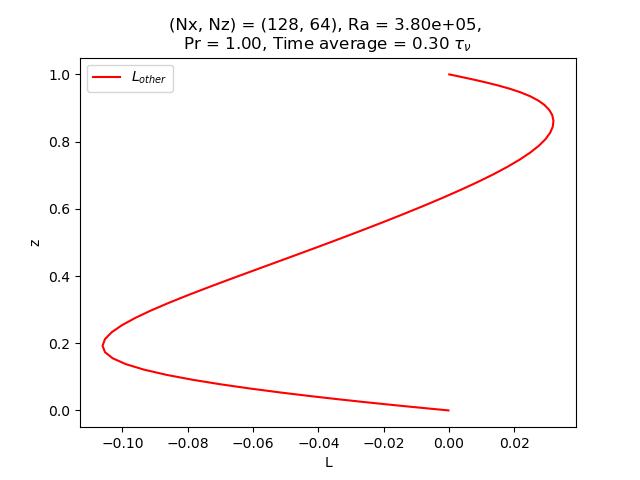 (Nx, Nz) = (128, 64), Ra = 3.80e+05,
Pr = 1.00, Time average = 0.30 τ_ν
L_other
1.0
0.8
0.6
0.4
0.2
0.0
z
−0.10
−0.08
−0.06
−0.04
−0.02
0.00
0.02
L